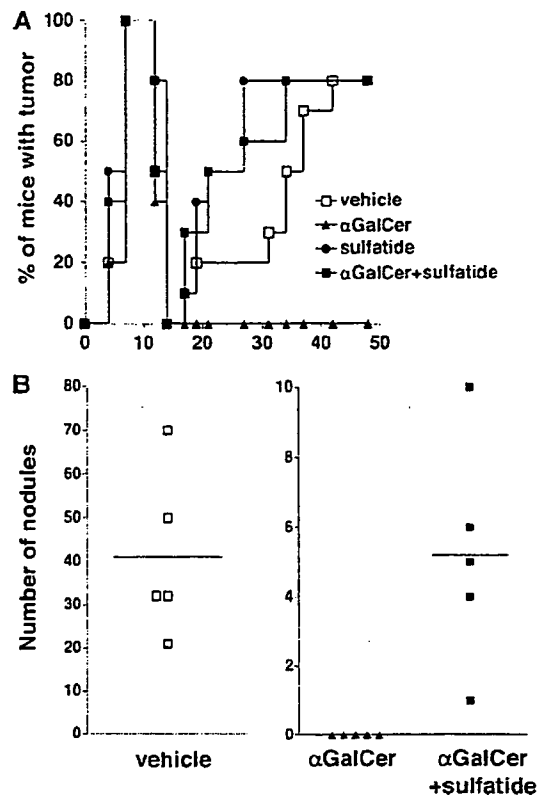 A
% of mice with tumor
100
80
60
40
20
0
0 10 20 30 40 50
vehicle
αGalCer
sulfatide
αGalCer+sulfatide
B
Number of nodules
80
70
60
50
40
30
20
10
0
vehicle
10
8
6
4
2
0
αGalCer
αGalCer
+sulfatide